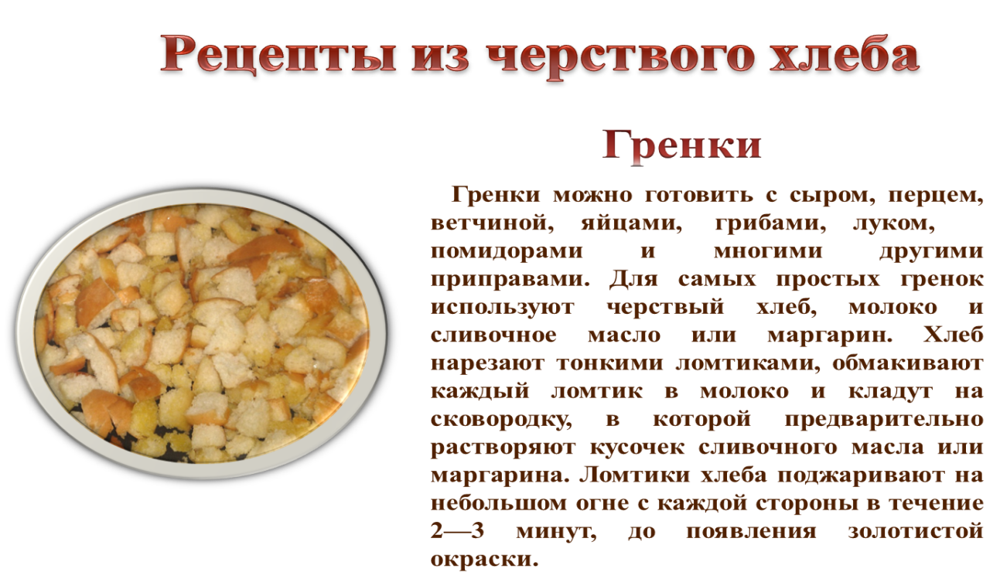 Рецепты из черствого хлеба
Гренки
Гренки можно готовить с сыром, перцем,
ветчиной, яйцами, грибами, луком,
помидорами и многими другими
приправами. Для самых простых гренок
используют черствый хлеб, молоко и
сливочное масло или маргарин. Хлеб
нарезают тонкими ломтиками, обмакивают
каждый ломтик в молоко и кладут на
сковородку, в которой предварительно
растворяют кусочек сливочного масла или
маргарина. Ломтики хлеба поджаривают на
небольшом огне с каждой стороны в течение
2—3 минут, до появления золотистой
окраски.